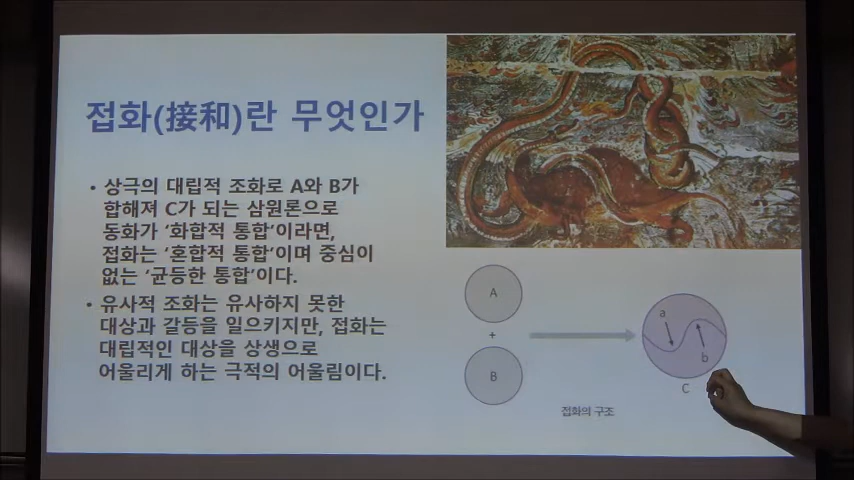 접화(接和)란 무엇인가
• 상극의 대립적 조화로 A와 B가
합해져 C가 되는 삼원론으로
동화가 '화합적 통합'이라면,
접화는 '혼합적 통합'이며 중심이
없는 '균등한 통합'이다.
• 유사적 조화는 유사하지 못한
대상과 갈등을 일으키지만, 접화는
대립적인 대상을 상생으로
어울리게 하는 극적의 어울림이다.
A
+
B
a
b
C
접화의 구조